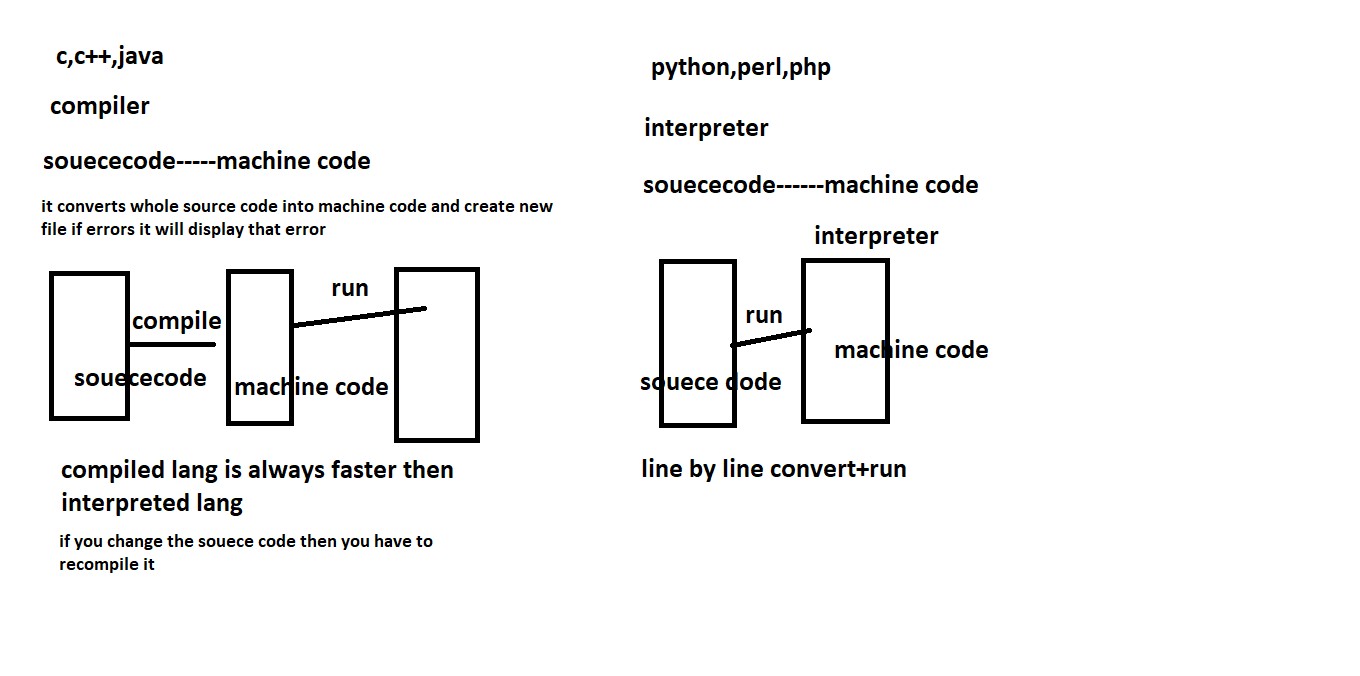 c,c++,java
compiler
souececode-----machine code
it converts whole source code into machine code and create new
file if errors it will display that error
run
compile
souececode
machine code
compiled lang is always faster then
interpreted lang
if you change the souece code then you have to
recompile it
python,perl,php
interpreter
souececode------machine code
interpreter
run
machine code
souece dode
line by line convert+run